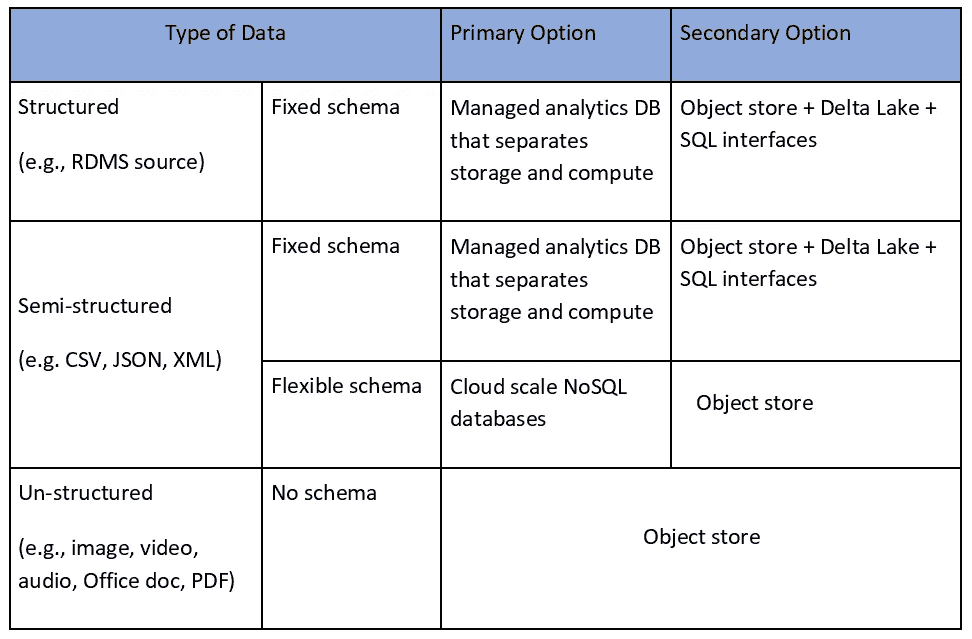 Type of Data
Primary Option
Secondary Option
Structured
(e.g., RDMS source)
Fixed schema
Managed analytics DB
that separates
storage and compute
Object store + Delta Lake +
SQL interfaces
Semi-structured
(e.g. CSV, JSON, XML)
Fixed schema
Managed analytics DB
that separates
storage and compute
Object store + Delta Lake +
SQL interfaces
Flexible schema
Cloud scale NoSQL
databases
Object store
Un-structured
(e.g., image, video,
audio, Office doc, PDF)
No schema
Object store